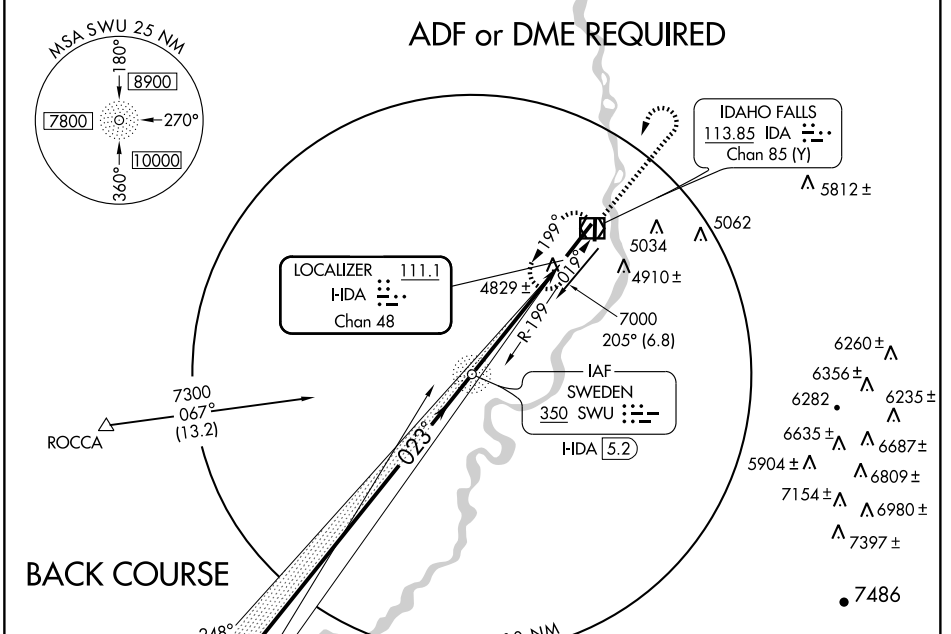 ADF or DME REQUIRED
MSA SWU 25 NM
180°
8900
7800
270°
10000
360°
IDAHO FALLS
113.85 IDA
Chan 85 (Y)
5812 ±
5062
5034
4910 ±
199°
019°
4829 ±
LOCALIZER 111.1
I-IDA
Chan 48
R-199
7000
205° (6.8)
IAF
SWEDEN
350 SWU
I-IDA 5.2
7300
067°
(13.2)
ROCCA
023°
6260 ±
6356 ±
6282
6235 ±
6635 ±
6687 ±
5904 ±
6809 ±
7154 ±
6980 ±
7397 ±
7486
BACK COURSE
248°
NM